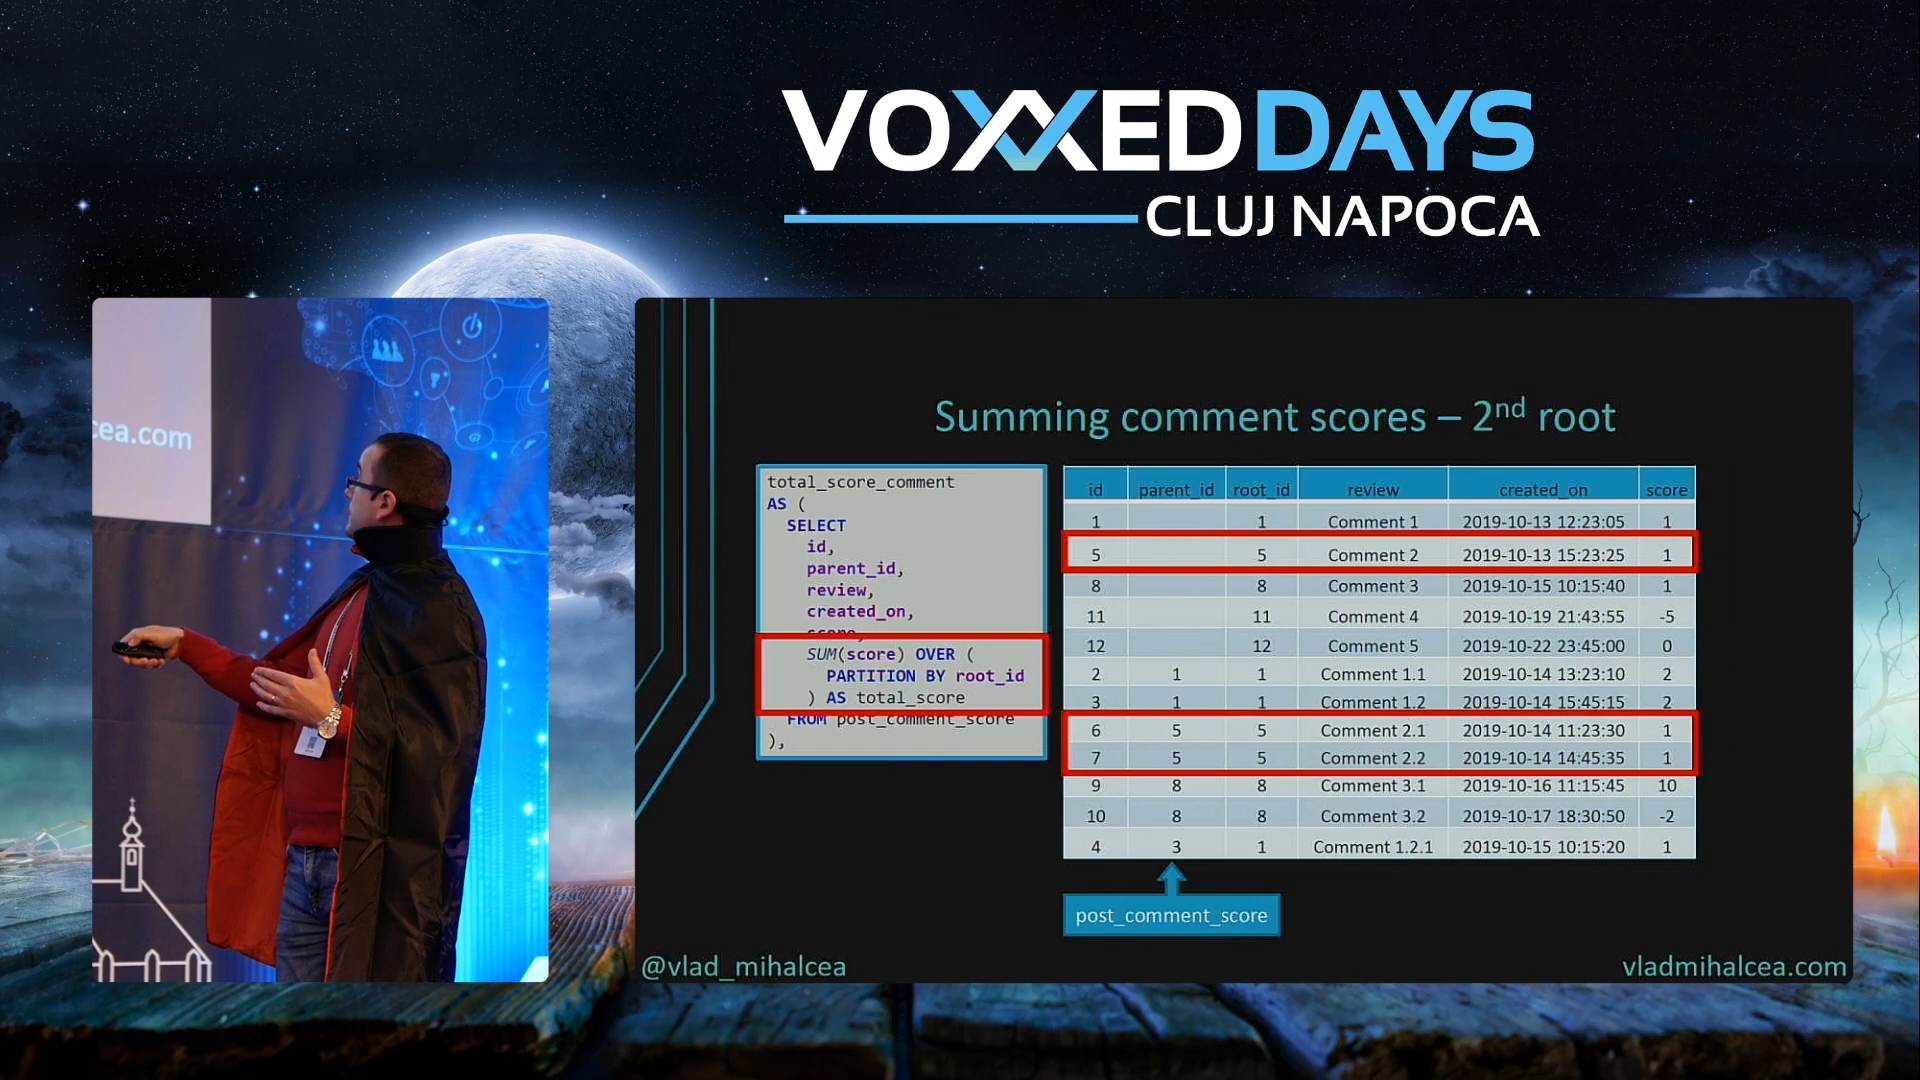 VOXXED DAYS
CLUJ NAPOCA
cea.com
Summing comment scores – 2nd root
total_score_comment
AS (
SELECT
id,
parent_id,
review,
created_on,
score,
SUM(score) OVER (
PARTITION BY root_id
) AS total_score
FROM post_comment_score
),
id parent_id root_id review created_on score
1 1 Comment 1 2019-10-13 12:23:05 1
5 5 Comment 2 2019-10-13 15:23:25 1
8 8 Comment 3 2019-10-15 10:15:40 1
11 11 Comment 4 2019-10-19 21:43:55 -5
12 12 Comment 5 2019-10-22 23:45:00 0
2 1 1 Comment 1.1 2019-10-14 13:23:10 2
3 1 1 Comment 1.2 2019-10-14 15:45:15 2
6 5 5 Comment 2.1 2019-10-14 11:23:30 1
7 5 5 Comment 2.2 2019-10-14 14:45:35 1
9 8 8 Comment 3.1 2019-10-16 11:15:45 10
10 8 8 Comment 3.2 2019-10-17 18:30:50 -2
4 3 1 Comment 1.2.1 2019-10-15 10:15:20 1
post_comment_score
@vlad_mihalcea
vladmihalcea.com